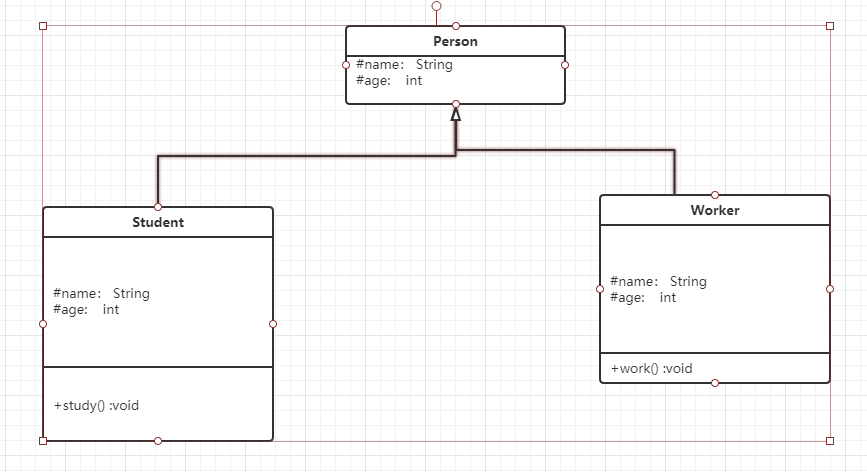 Person
#name： String
#age:    int
Student
#name： String
#age:    int
+study() :void
Worker
#name： String
#age:    int
+work() :void